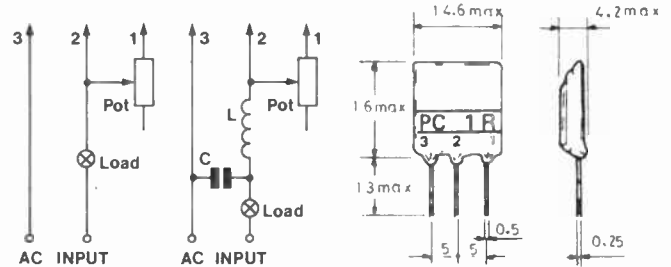 3 2 1
Pot
Load
AC INPUT
3 2 1
Pot
L
C
Load
AC INPUT
14.6 max
16 max
PC 1R
3 2 1
13 max
0.5
5 5
4.2 max
0.25